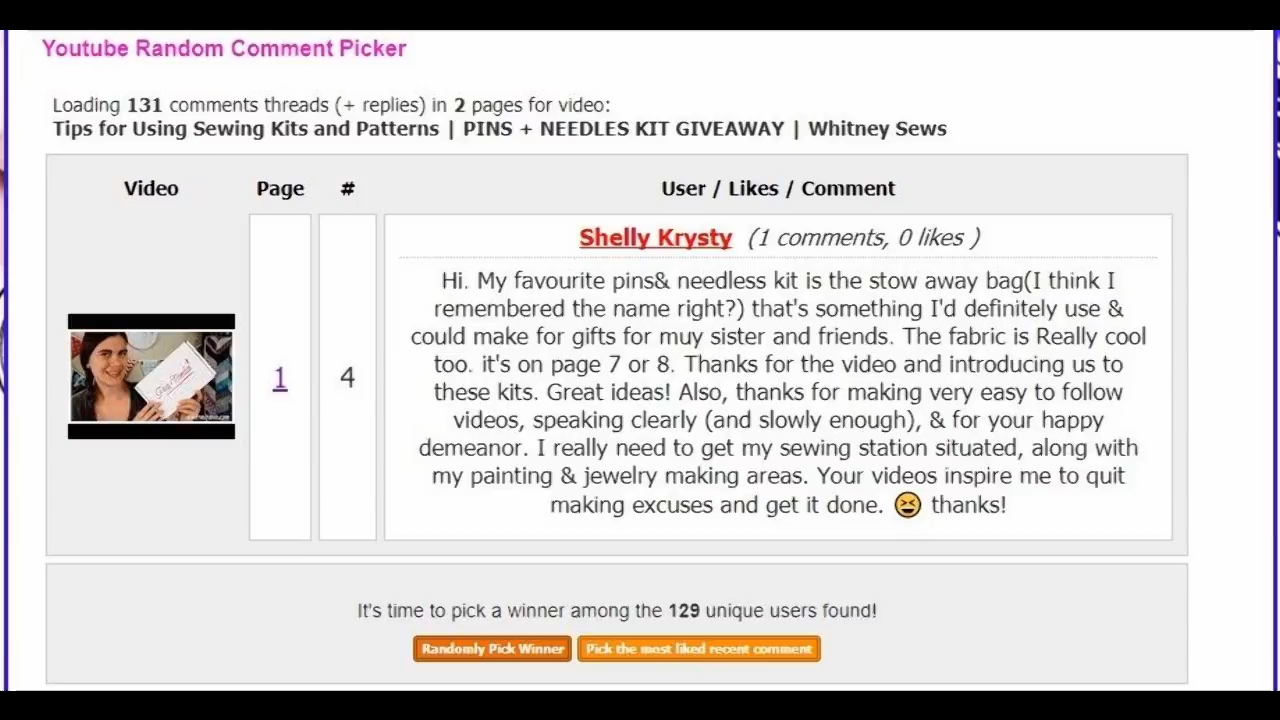 Youtube Random Comment Picker
Loading 131 comments threads (+ replies) in 2 pages for video:
Tips for Using Sewing Kits and Patterns | PINS + NEEDLES KIT GIVEAWAY | Whitney Sews
Video Page # User / Likes / Comment
Shelly Krysty (1 comments, 0 likes )
Hi. My favourite pins& needless kit is the stow away bag(I think I
remembered the name right?) that's something I'd definitely use &
could make for gifts for muy sister and friends. The fabric is Really cool
too. it's on page 7 or 8. Thanks for the video and introducing us to
these kits. Great ideas! Also, thanks for making very easy to follow
videos, speaking clearly (and slowly enough), & for your happy
demeanor. I really need to get my sewing station situated, along with
my painting & jewelry making areas. Your videos inspire me to quit
making excuses and get it done. 😆 thanks!
1 4
It's time to pick a winner among the 129 unique users found!
Randomly Pick Winner Pick the most liked recent comment